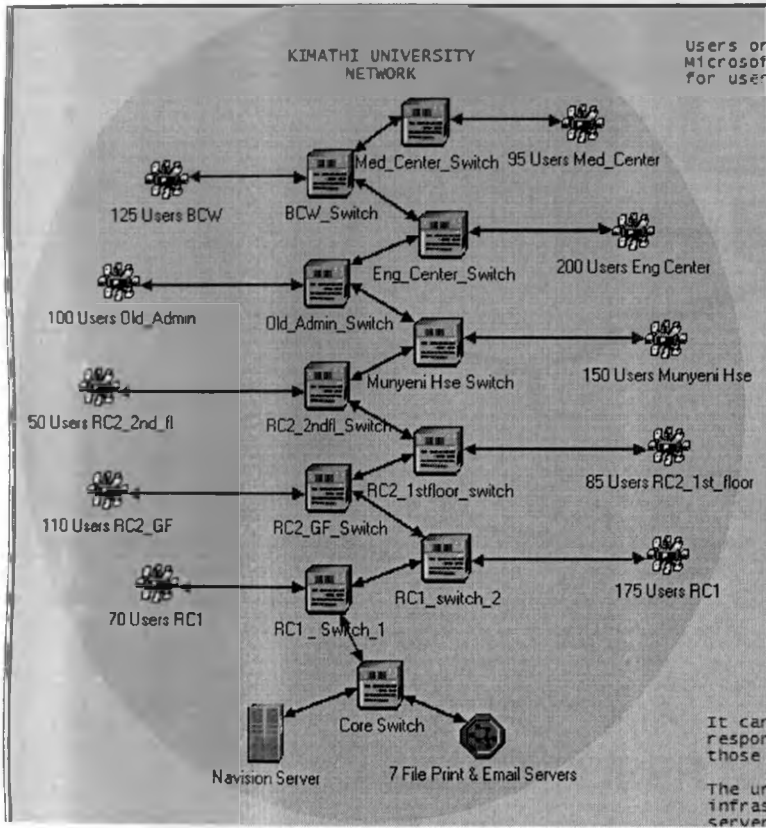 KIMATHI UNIVERSITY
NETWORK
Users or
Microsof
for user
Med_Center_Switch
95 Users Med_Center
125 Users BCW
BCW_Switch
Eng_Center_Switch
200 Users Eng Center
100 Users Old_Admin
Old_Admin_Switch
Munyeni Hse Switch
150 Users Munyeni Hse
50 Users RC2_2nd_fl
RC2_2ndfl_Switch
RC2_1stfloor_switch
85 Users RC2_1st_floor
110 Users RC2_GF
RC2_GF_Switch
RC1_switch_2
175 Users RC1
70 Users RC1
RC1_Switch_1
Core Switch
Navision Server
7 File Print & Email Servers
It car
respor
those
The ur
infras
server